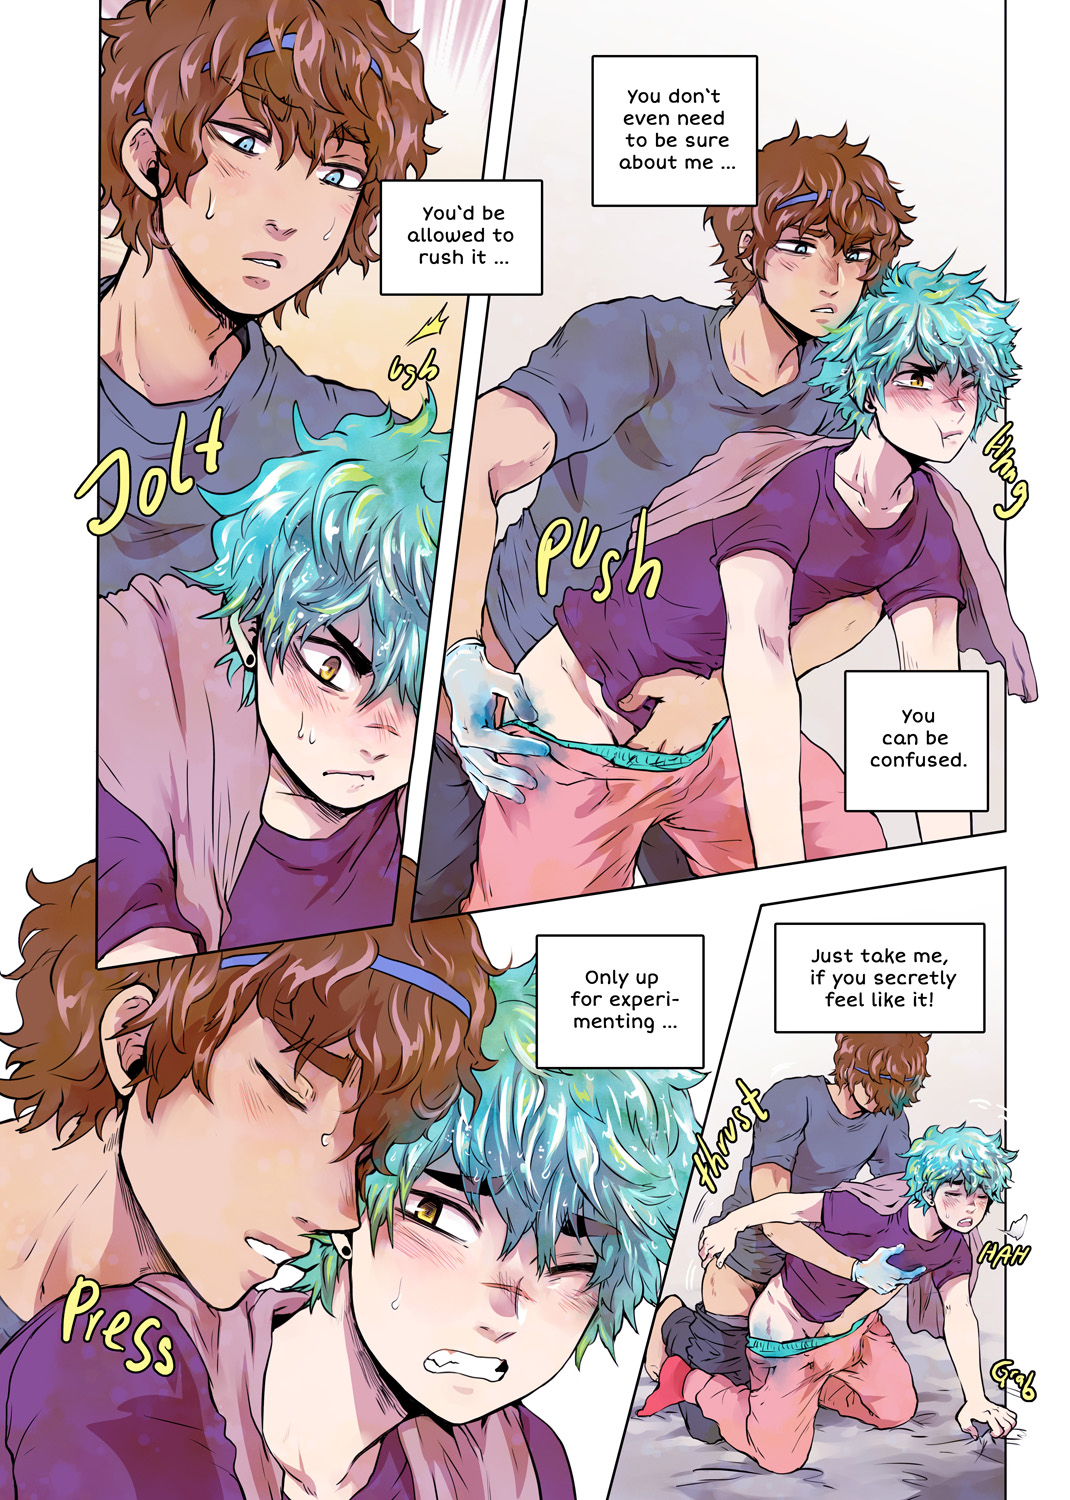 You'd be
allowed to
rush it ...
ugh
Jolt
You don't
even need
to be sure
about me ...
Hmg
Push
You
can be
confused.
Only up
for experi-
menting ...
Press
Just take me,
if you secretly
feel like it!
thrust
HAH
Grab